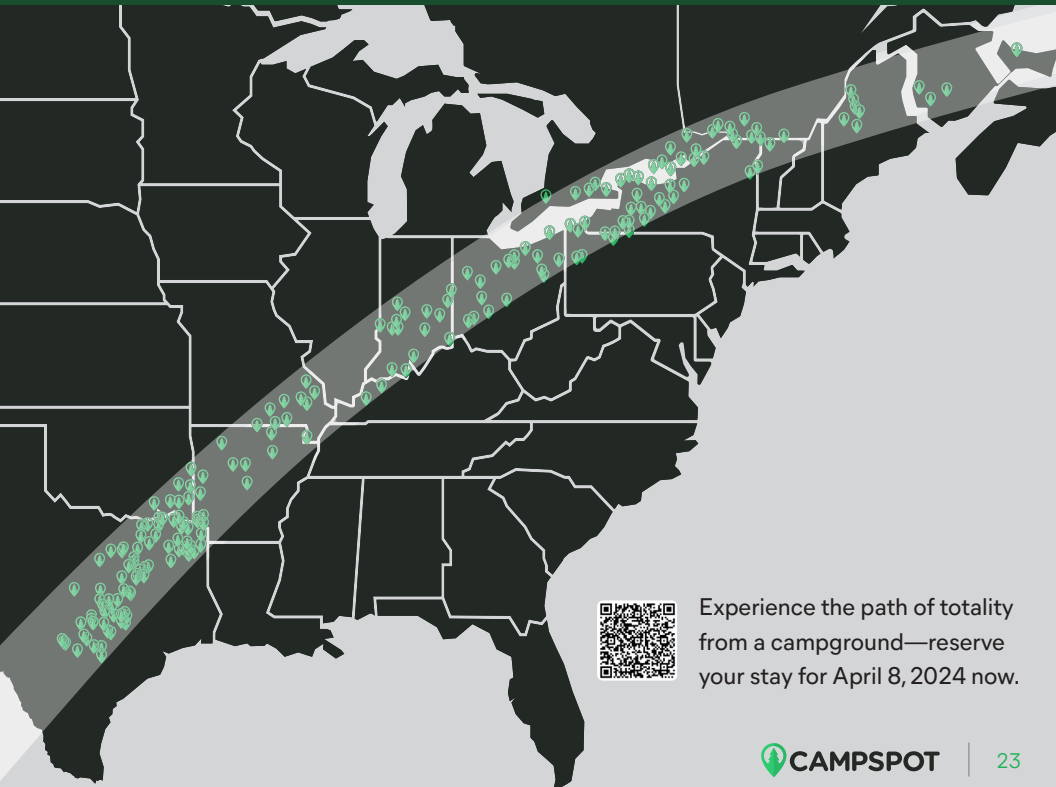 Experience the path of totality
from a campground—reserve
your stay for April 8, 2024 now.
CAMPSPOT
23